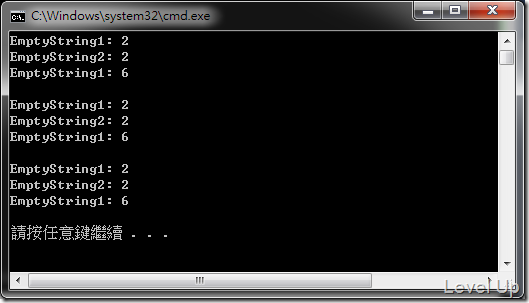 C:\Windows\system32\cmd.exe
EmptyString1: 2
EmptyString2: 2
EmptyString1: 6
EmptyString1: 2
EmptyString2: 2
EmptyString1: 6
EmptyString1: 2
EmptyString2: 2
EmptyString1: 6
請按任意鍵繼續 . . .
Level Up